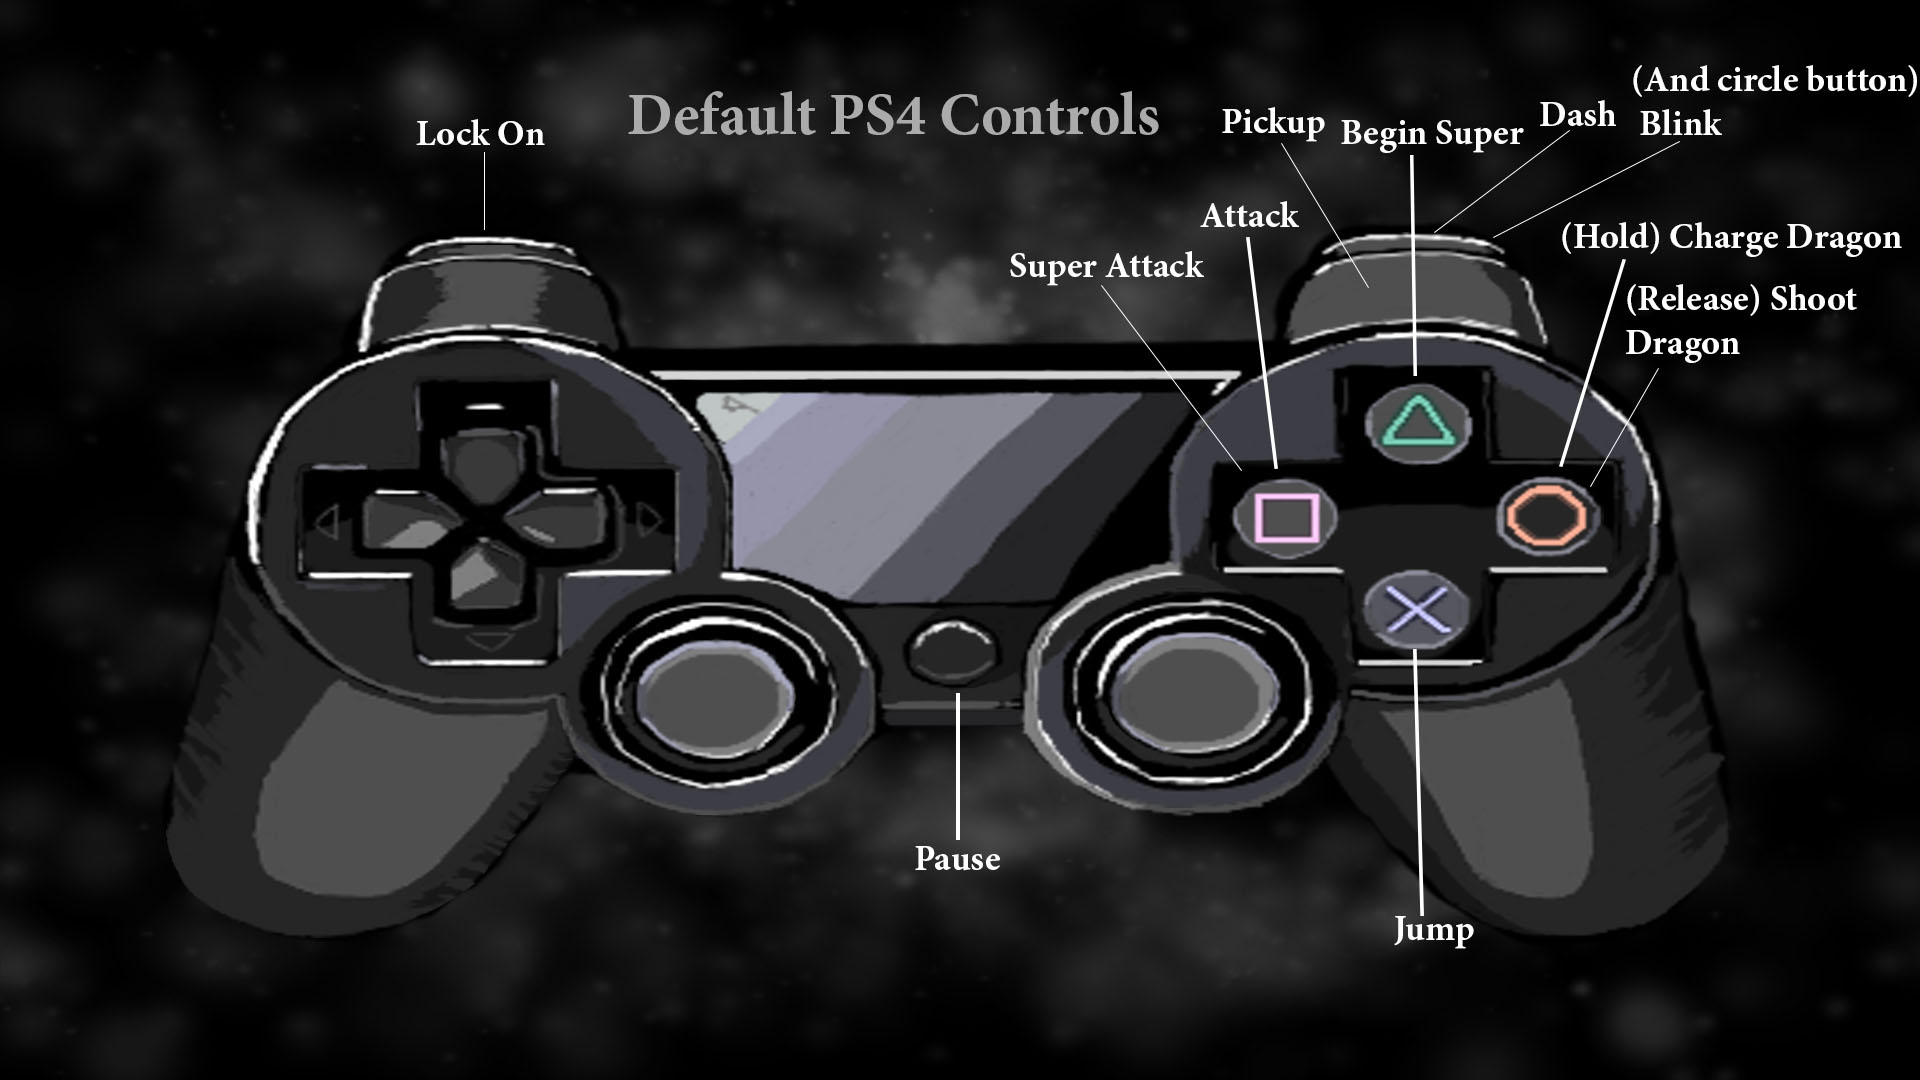 Default PS4 Controls
Lock On
Pickup
Begin Super
Dash
(And circle button)
Blink
Attack
Super Attack
(Hold) Charge Dragon
(Release) Shoot
Dragon
Pause
Jump